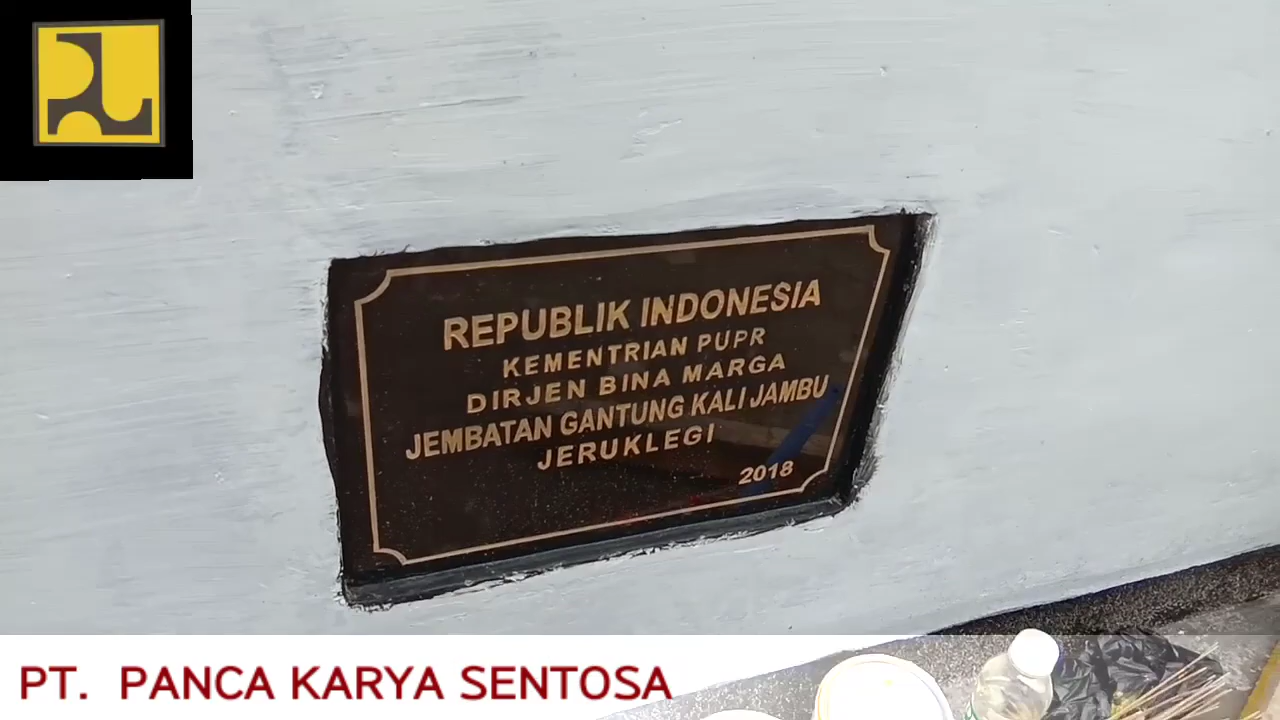 REPUBLIK INDONESIA
KEMENTRIAN PUPR
DIRJEN BINA MARGA
JEMBATAN GANTUNG KALI JAMBU
JERUKLEGI
2018
PT. PANCA KARYA SENTOSA